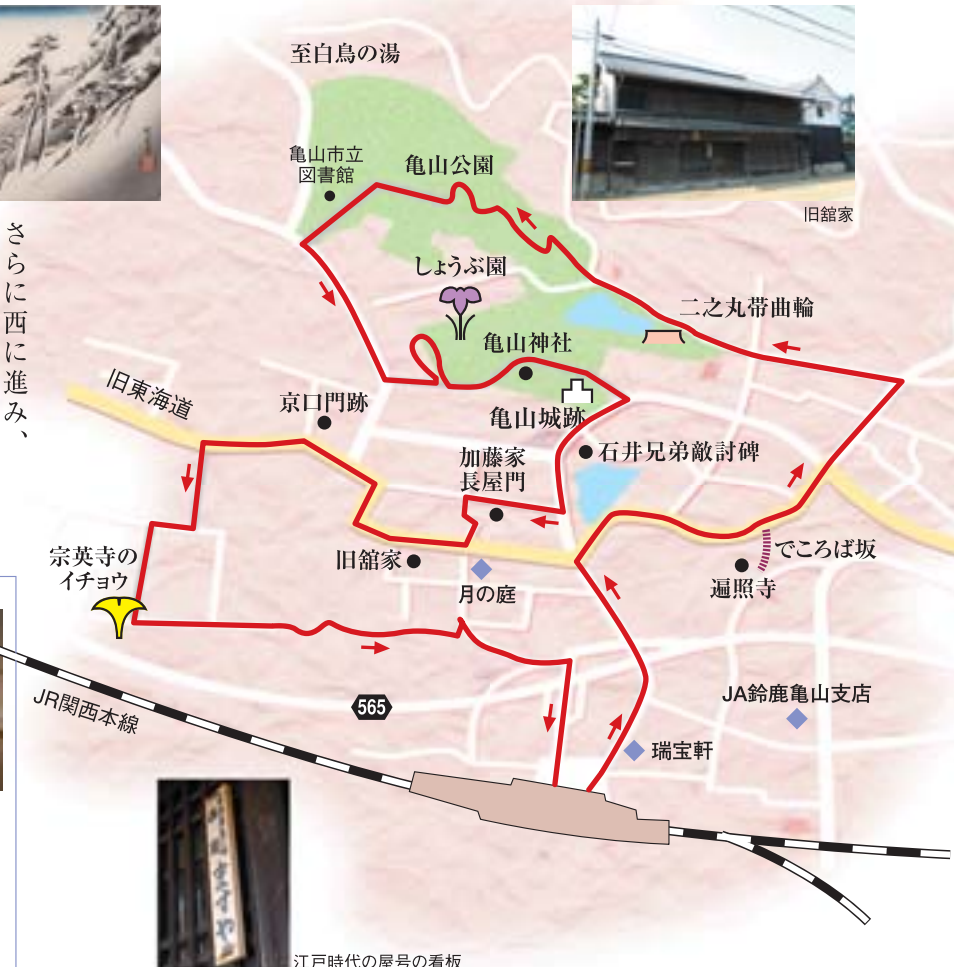 至白鳥の湯
亀山市立
図書館
亀山公園
旧舘家
さらに西に進み、
しょうぶ園
二之丸帯曲輪
亀山神社
旧東海道
京口門跡
亀山城跡
加藤家
長屋門
石井兄弟敵討碑
宗英寺の
イチョウ
旧舘家
月の庭
でころば坂
遍照寺
JR関西本線
565
JA鈴鹿亀山支店
瑞宝軒
江戸時代の屋号の看板